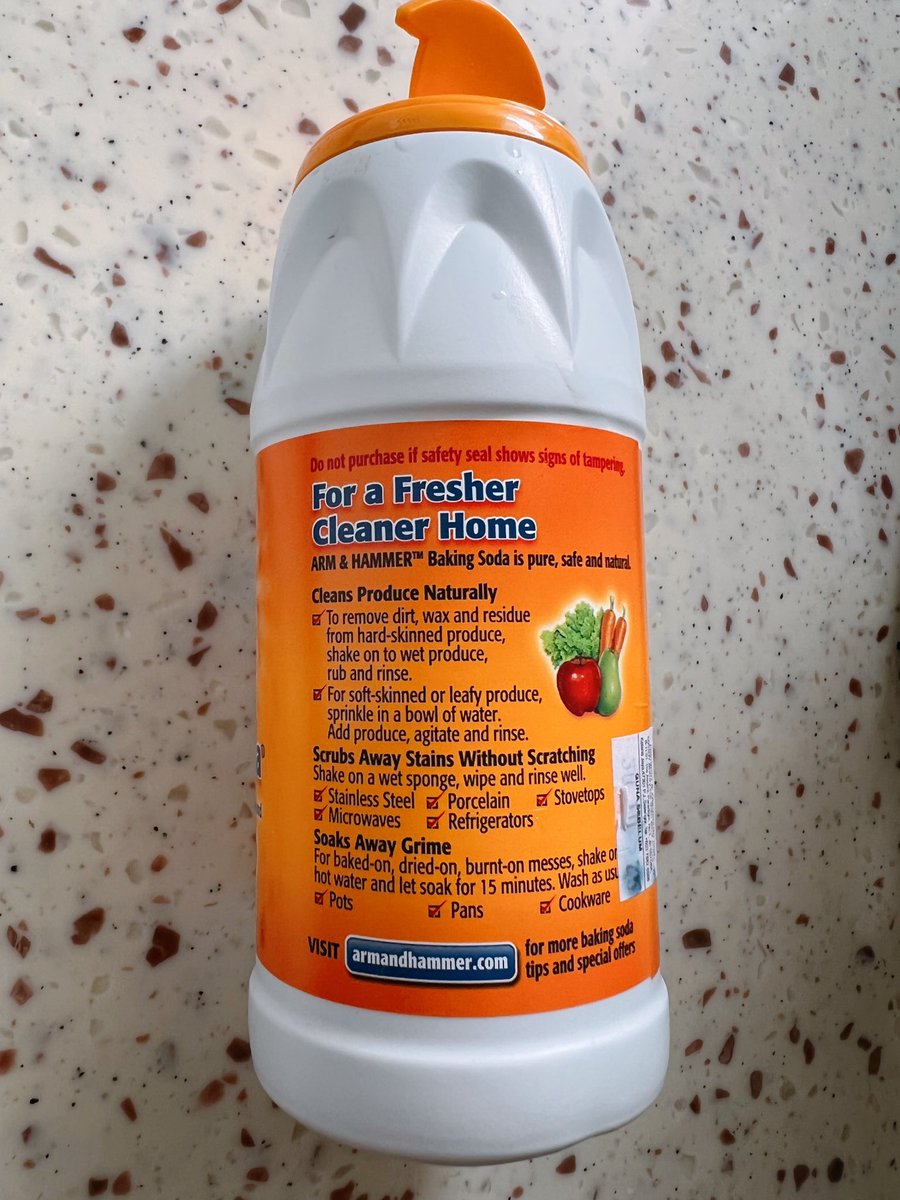 Do not purchase if safety seal shows signs of tampering.
For a Fresher
Cleaner Home
ARM & HAMMER™ Baking Soda is pure, safe and natural.
Cleans Produce Naturally
To remove dirt, wax and residue
from hard-skinned produce,
shake on to wet produce,
rub and rinse.
For soft-skinned or leafy produce,
sprinkle in a bowl of water.
Add produce, agitate and rinse.
Scrubs Away Stains Without Scratching
Shake on a wet sponge, wipe and rinse well.
Stainless Steel Porcelain Stovetops
Microwaves Refrigerators
Soaks Away Grime
For baked-on, dried-on, burnt-on messes, shake
hot water and let soak for 15 minutes. Wash as
Pots Pans Cookware
VISIT armandhammer.com for more baking soda
tips and special offers